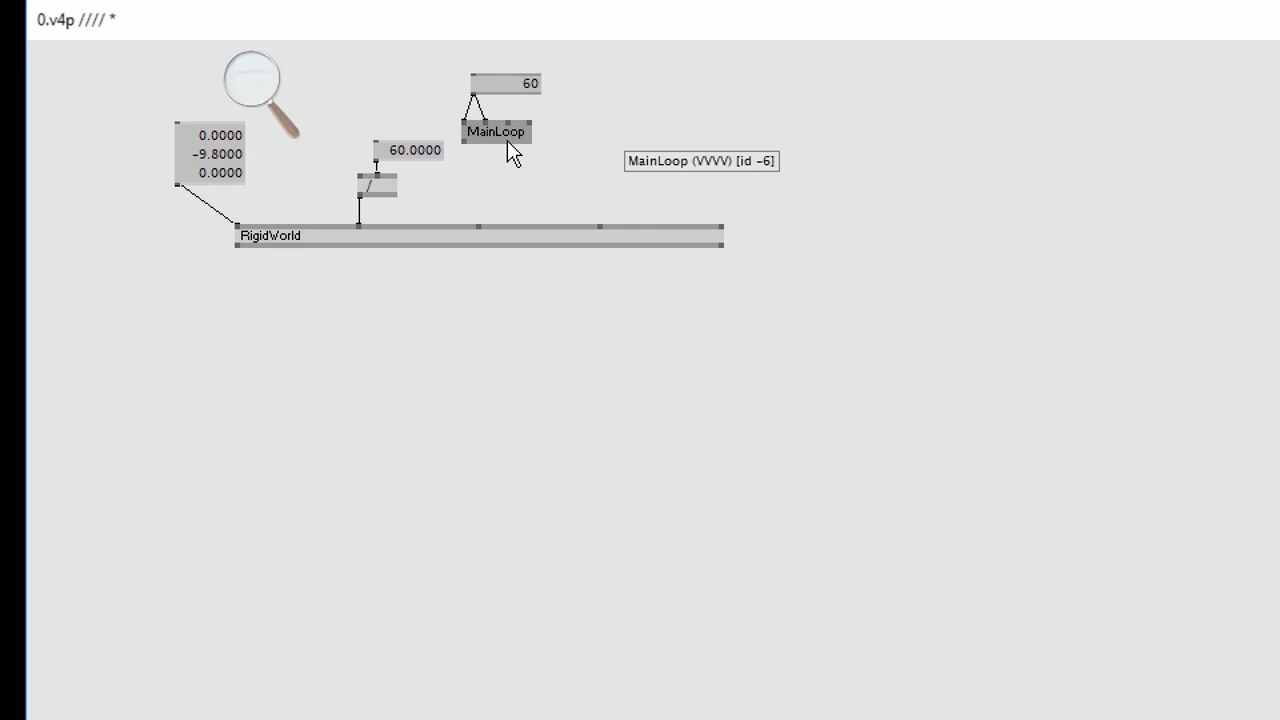 0.v4p //// *
60
0.0000
-9.8000
0.0000
MainLoop
60.0000
MainLoop (VVVV) [id -6]
/
RigidWorld